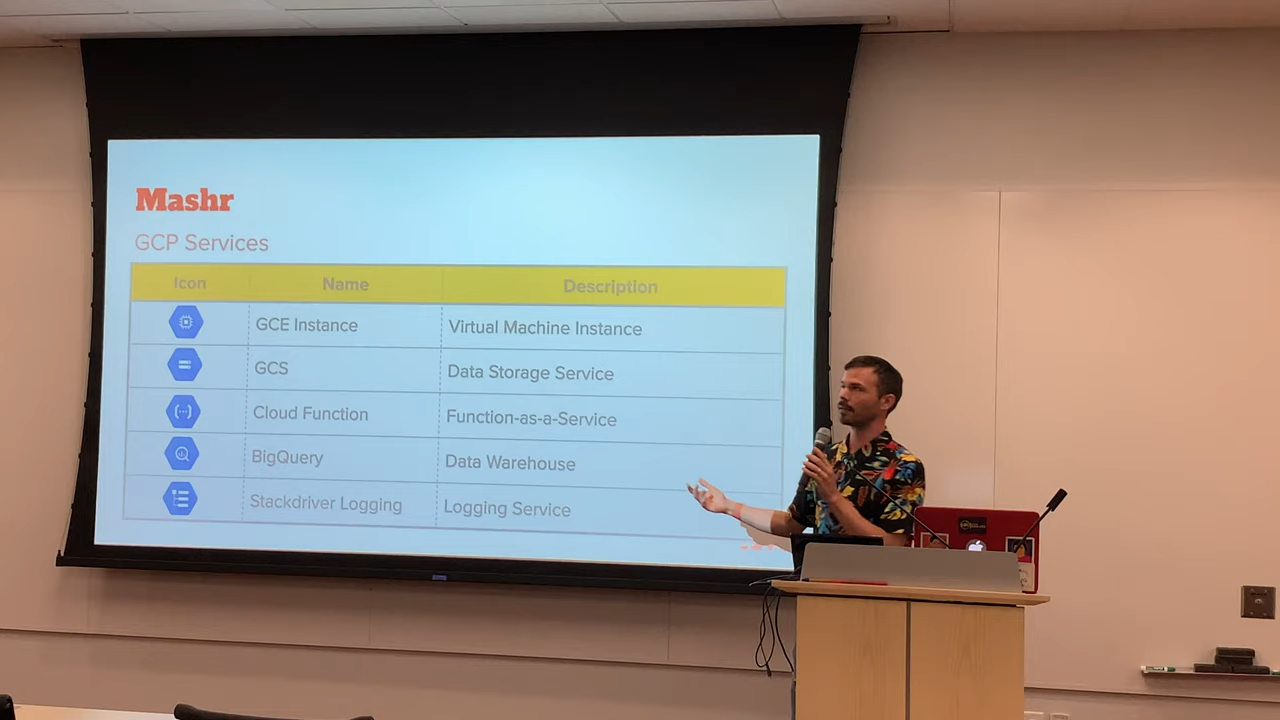 Mashr
GCP Services
Icon Name Description
GCE Instance Virtual Machine Instance
GCS Data Storage Service
Cloud Function Function-as-a-Service
BigQuery Data Warehouse
Stackdriver Logging Logging Service